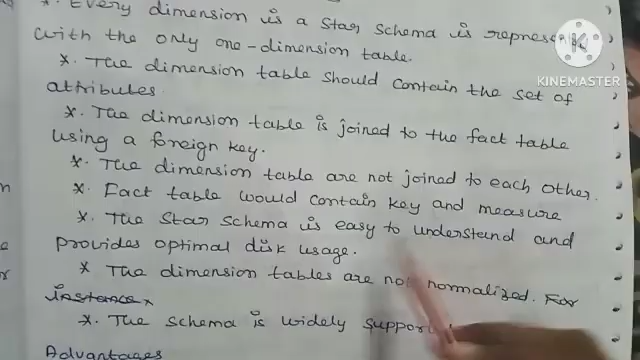 *. Every dimension is a star schema is represen
with the only one-dimension table.
*. The dimension table should contain the set of
attributes.
*. The dimension table is joined to the fact table
using a foreign key.
*. The dimension table are not joined to each other.
*. Fact table would contain key and measure
*. The Star schema is easy to understand and
provides optimal disk usage.
* The dimension tables are not normalized. For
instance
*. The schema is widely suppor
Advantages
KINEMASTER